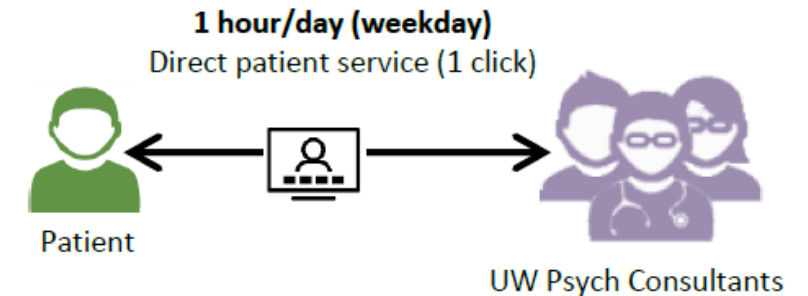 1 hour/day (weekday)
Direct patient service (1 click)
Patient
UW Psych Consultants